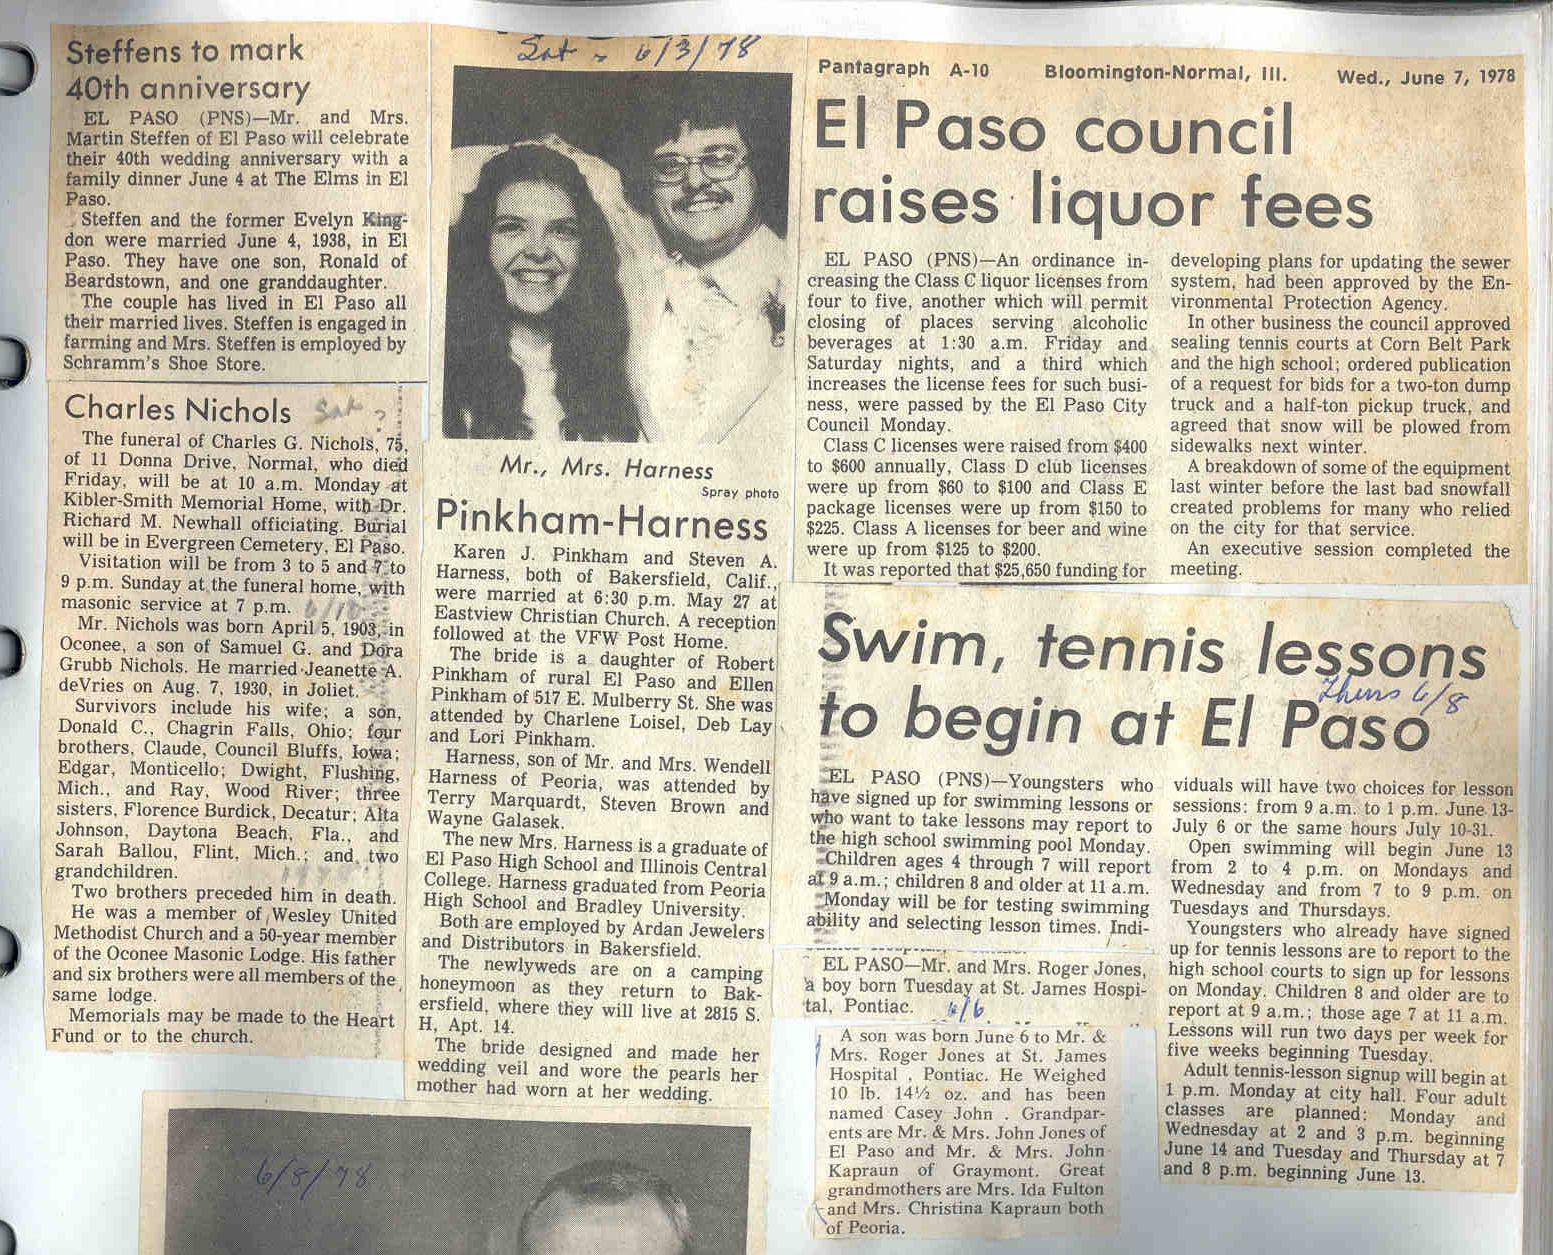 Steffens to mark
40th anniversary
EL PASO (PNS)—Mr. and Mrs.
Martin Steffen of El Paso will celebrate
their 40th wedding anniversary with a
family dinner June 4 at The Elms in El
Paso.
Steffen and the former Evelyn King-
don were married June 4, 1938, in El
Paso. They have one son, Ronald of
Beardstown, and one granddaughter.
The couple has lived in El Paso all
their married lives. Steffen is engaged in
farming and Mrs. Steffen is employed by
Schramm's Shoe Store.
Charles Nichols Sat ?
The funeral of Charles G. Nichols, 75,
of 11 Donna Drive, Normal, who died
Friday, will be at 10 a.m. Monday at
Kibler-Smith Memorial Home, with Dr.
Richard M. Newhall officiating. Burial
will be in Evergreen Cemetery, El Paso.
Visitation will be from 3 to 5 and 7 to
9 p.m. Sunday at the funeral home, with
masonic service at 7 p.m.
Mr. Nichols was born April 5, 1903, in
Oconee, a son of Samuel G. and Dora
Grubb Nichols. He married Jeanette A.
deVries on Aug. 7, 1930, in Joliet.
Survivors include his wife; a son,
Donald C., Chagrin Falls, Ohio; four
brothers, Claude, Council Bluffs, Iowa;
Edgar, Monticello; Dwight, Flushing,
Mich., and Ray, Wood River; three
sisters, Florence Burdick, Decatur; Alta
Johnson, Daytona Beach, Fla., and
Sarah Ballou, Flint, Mich.; and two
grandchildren.
Two brothers preceded him in death.
He was a member of Wesley United
Methodist Church and a 50-year member
of the Oconee Masonic Lodge. His father
and six brothers were all members of the
same lodge.
Memorials may be made to the Heart
Fund or to the church.
Sat - 6/3/78
Mr., Mrs. Harness
Spray photo
Pinkham-Harness
Karen J. Pinkham and Steven A.
Harness, both of Bakersfield, Calif.,
were married at 6:30 p.m. May 27 at
Eastview Christian Church. A reception
followed at the VFW Post Home.
The bride is a daughter of Robert
Pinkham of rural El Paso and Ellen
Pinkham of 517 E. Mulberry St. She was
attended by Charlene Loisel, Deb Lay
and Lori Pinkham.
Harness, son of Mr. and Mrs. Wendell
Harness of Peoria, was attended by
Terry Marquardt, Steven Brown and
Wayne Galasek.
The new Mrs. Harness is a graduate of
El Paso High School and Illinois Central
College. Harness graduated from Peoria
High School and Bradley University.
Both are employed by Ardan Jewelers
and Distributors in Bakersfield.
The newlyweds are on a camping
honeymoon as they return to Bak-
ersfield, where they will live at 2815 S.
H, Apt. 14.
The bride designed and made her
wedding veil and wore the pearls her
mother had worn at her wedding.
6/8/78
Pantagraph A-10 Bloomington-Normal, Ill. Wed., June 7, 1978
El Paso council
raises liquor fees
EL PASO (PNS)—An ordinance in-
creasing the Class C liquor licenses from
four to five, another which will permit
closing of places serving alcoholic
beverages at 1:30 a.m. Friday and
Saturday nights, and a third which
increases the license fees for such busi-
ness, were passed by the El Paso City
Council Monday.
Class C licenses were raised from $400
to $600 annually, Class D club licenses
were up from $60 to $100 and Class E
package licenses were up from $150 to
$225. Class A licenses for beer and wine
were up from $125 to $200.
It was reported that $25,650 funding for
developing plans for updating the sewer
system, had been approved by the En-
vironmental Protection Agency.
In other business the council approved
sealing tennis courts at Corn Belt Park
and the high school; ordered publication
of a request for bids for a two-ton dump
truck and a half-ton pickup truck, and
agreed that snow will be plowed from
sidewalks next winter.
A breakdown of some of the equipment
last winter before the last bad snowfall
created problems for many who relied
on the city for that service.
An executive session completed the
meeting.
Swim, tennis lessons
Thurs 6/8
to begin at El Paso
EL PASO (PNS)—Youngsters who
have signed up for swimming lessons or
who want to take lessons may report to
the high school swimming pool Monday.
Children ages 4 through 7 will report
at 9 a.m.; children 8 and older at 11 a.m.
Monday will be for testing swimming
ability and selecting lesson times. Indi-
viduals will have two choices for lesson
sessions: from 9 a.m. to 1 p.m. June 13-
July 6 or the same hours July 10-31.
Open swimming will begin June 13
from 2 to 4 p.m. on Mondays and
Wednesday and from 7 to 9 p.m. on
Tuesdays and Thursdays.
Youngsters who already have signed
up for tennis lessons are to report to the
high school courts to sign up for lessons
on Monday. Children 8 and older are to
report at 9 a.m.; those age 7 at 11 a.m.
Lessons will run two days per week for
five weeks beginning Tuesday.
Adult tennis-lesson signup will begin at
1 p.m. Monday at city hall. Four adult
classes are planned: Monday and
Wednesday at 2 and 3 p.m. beginning
June 14 and Tuesday and Thursday at 7
and 8 p.m. beginning June 13.
EL PASO—Mr. and Mrs. Roger Jones,
a boy born Tuesday at St. James Hospi-
tal, Pontiac. 6/6
A son was born June 6 to Mr. &
Mrs. Roger Jones at St. James
Hospital , Pontiac. He Weighed
10 lb. 14½ oz. and has been
named Casey John . Grandpar-
ents are Mr. & Mrs. John Jones of
El Paso and Mr. & Mrs. John
Kapraun of Graymont. Great
grandmothers are Mrs. Ida Fulton
and Mrs. Christina Kapraun both
of Peoria.